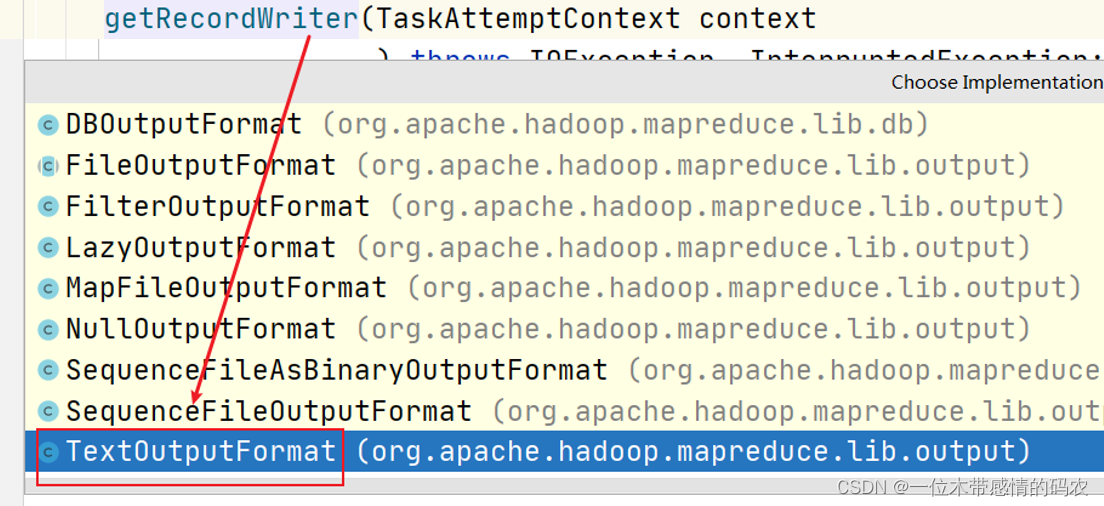 getRecordWriter(TaskAttemptContext context
) throws IOException, InterruptedException;
Choose Implementation
DBOutputFormat (org.apache.hadoop.mapreduce.lib.db)
FileOutputFormat (org.apache.hadoop.mapreduce.lib.output)
FilterOutputFormat (org.apache.hadoop.mapreduce.lib.output)
LazyOutputFormat (org.apache.hadoop.mapreduce.lib.output)
MapFileOutputFormat (org.apache.hadoop.mapreduce.lib.output)
NullOutputFormat (org.apache.hadoop.mapreduce.lib.output)
SequenceFileAsBinaryOutputFormat (org.apache.hadoop.mapreduce
SequenceFileOutputFormat (org.apache.hadoop.mapreduce.lib.outp
TextOutputFormat (org.apache.hadoop.mapreduce.lib.output)
CSDN @一位木带感情的码农